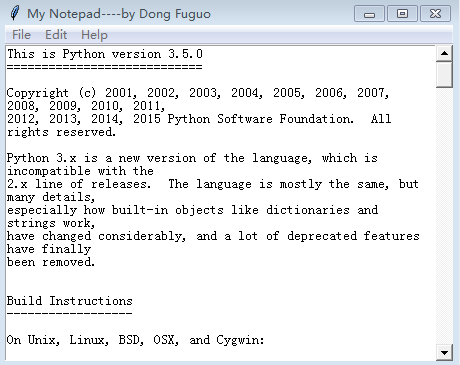 My Notepad----by Dong Fuguo
File Edit Help
This is Python version 3.5.0
============================
Copyright (c) 2001, 2002, 2003, 2004, 2005, 2006, 2007,
2008, 2009, 2010, 2011,
2012, 2013, 2014, 2015 Python Software Foundation.  All
rights reserved.
Python 3.x is a new version of the language, which is
incompatible with the
2.x line of releases.  The language is mostly the same, but
many details,
especially how built-in objects like dictionaries and
strings work,
have changed considerably, and a lot of deprecated features
have finally
been removed.
Build Instructions
------------------
On Unix, Linux, BSD, OSX, and Cygwin: